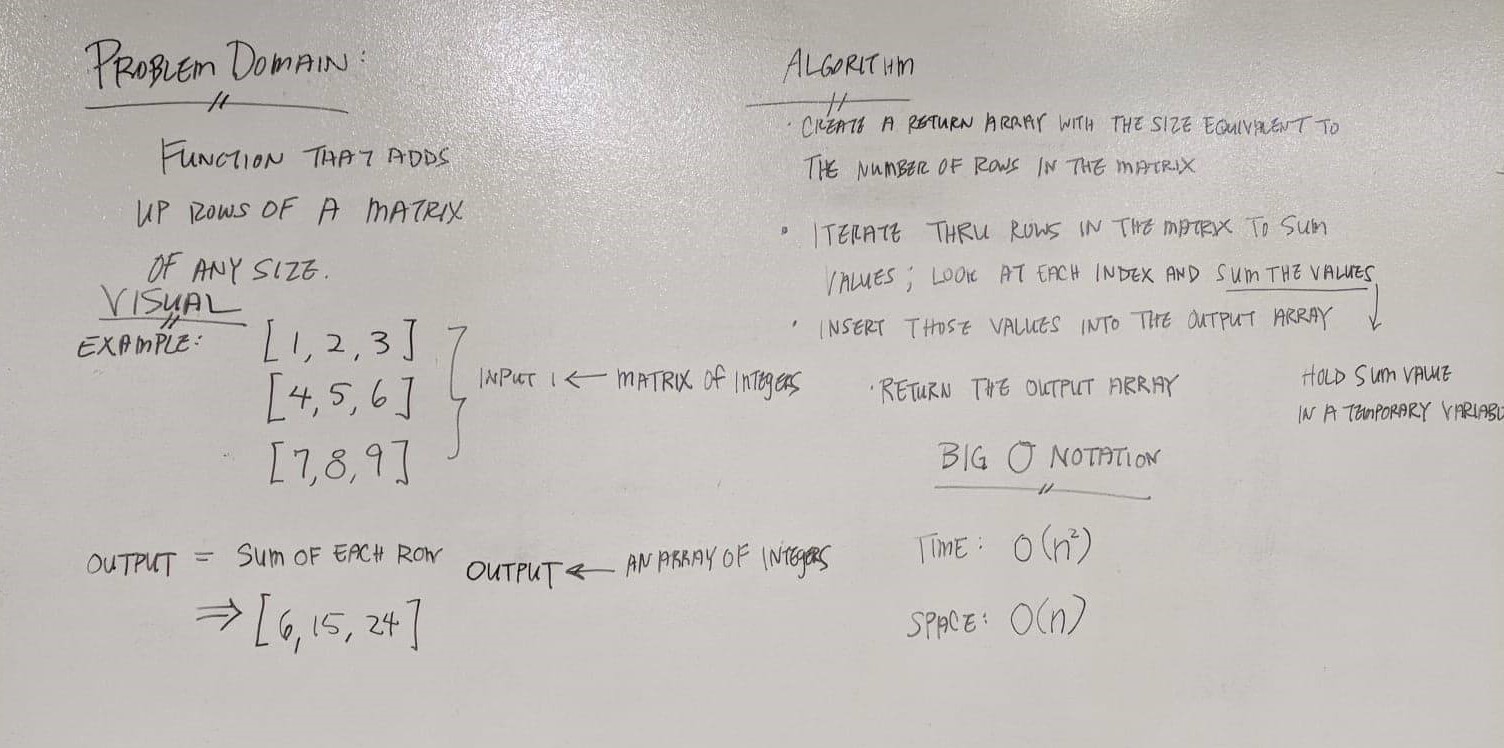 PROBLEM DOMAIN:
FUNCTION THAT ADDS
UP ROWS OF A MATRIX
OF ANY SIZE.
VISUAL
EXAMPLE:
[1, 2, 3]
[4, 5, 6]
[7, 8, 9]
INPUT 1 ← MATRIX OF INTEGERS
OUTPUT = SUM OF EACH ROW
⇒ [6, 15, 24]
OUTPUT ← AN ARRAY OF INTEGERS
ALGORITHM
· CREATE A RETURN ARRAY WITH THE SIZE EQUIVALENT TO
THE NUMBER OF ROWS IN THE MATRIX
· ITERATE THRU ROWS IN THE MATRIX TO SUM
VALUES; LOOK AT EACH INDEX AND SUM THE VALUES
· INSERT THOSE VALUES INTO THE OUTPUT ARRAY
· RETURN THE OUTPUT ARRAY
HOLD SUM VALUE
IN A TEMPORARY VARIABL
BIG O NOTATION
TIME: O(n²)
SPACE: O(n)